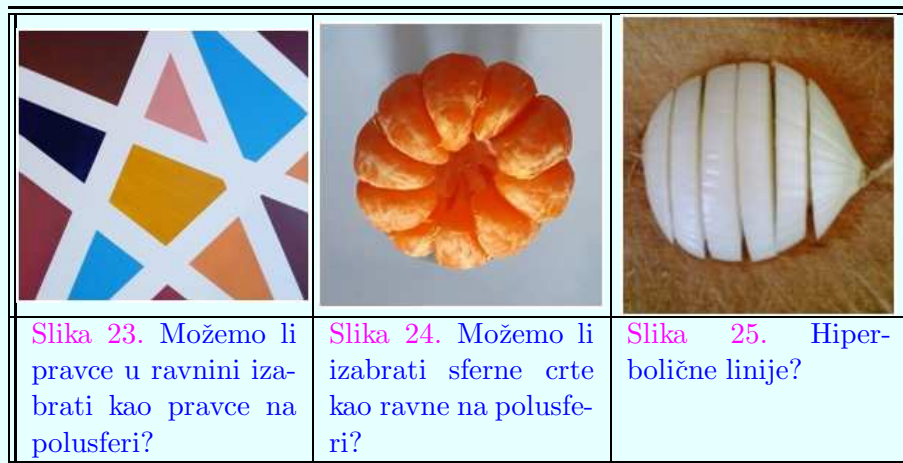 Slika 23. Možemo li
pravce u ravnini iza-
brati kao pravce na
polusferi?
Slika 24. Možemo li
izabrati sferne crte
kao ravne na polusfe-
ri?
Slika 25. Hiper-
bolične linije?